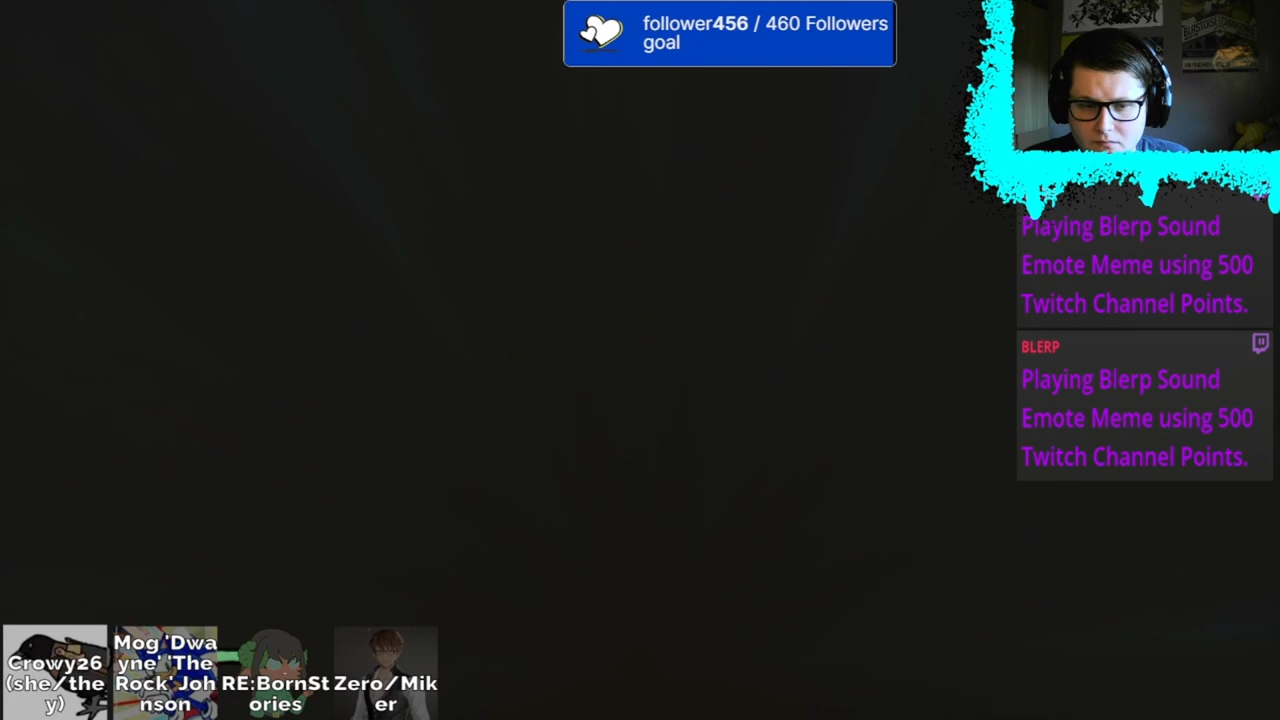 follower456 / 460 Followers
goal
Playing Blerp Sound
Emote Meme using 500
Twitch Channel Points.
BLERP
Playing Blerp Sound
Emote Meme using 500
Twitch Channel Points.
Crowy26
(she/the
y)
Mog 'Dwa
yne' 'The
Rock' Joh
nson
RE:BornSt
ories
Zero/Mik
er